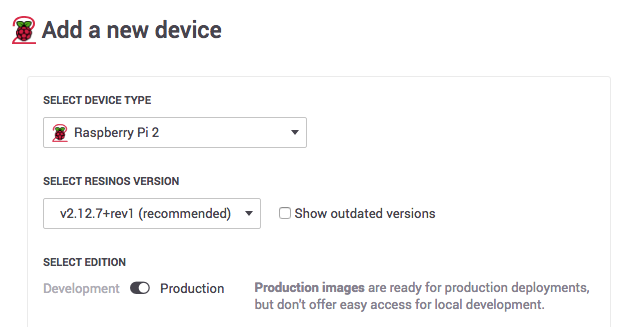 Add a new device
SELECT DEVICE TYPE
Raspberry Pi 2
SELECT RESINOS VERSION
v2.12.7+rev1 (recommended)
Show outdated versions
SELECT EDITION
Development
Production
Production images are ready for production deployments,
but don't offer easy access for local development.